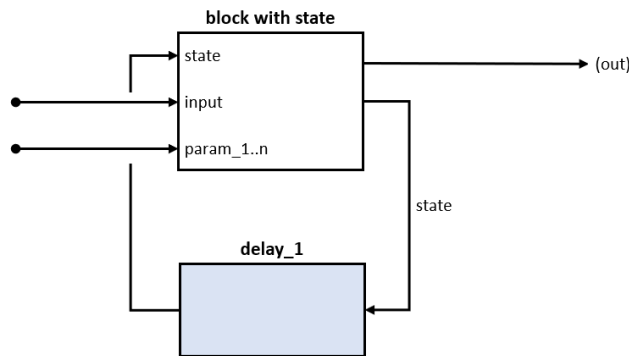 block with state
state
(out)
input
param_1..n
state
delay_1